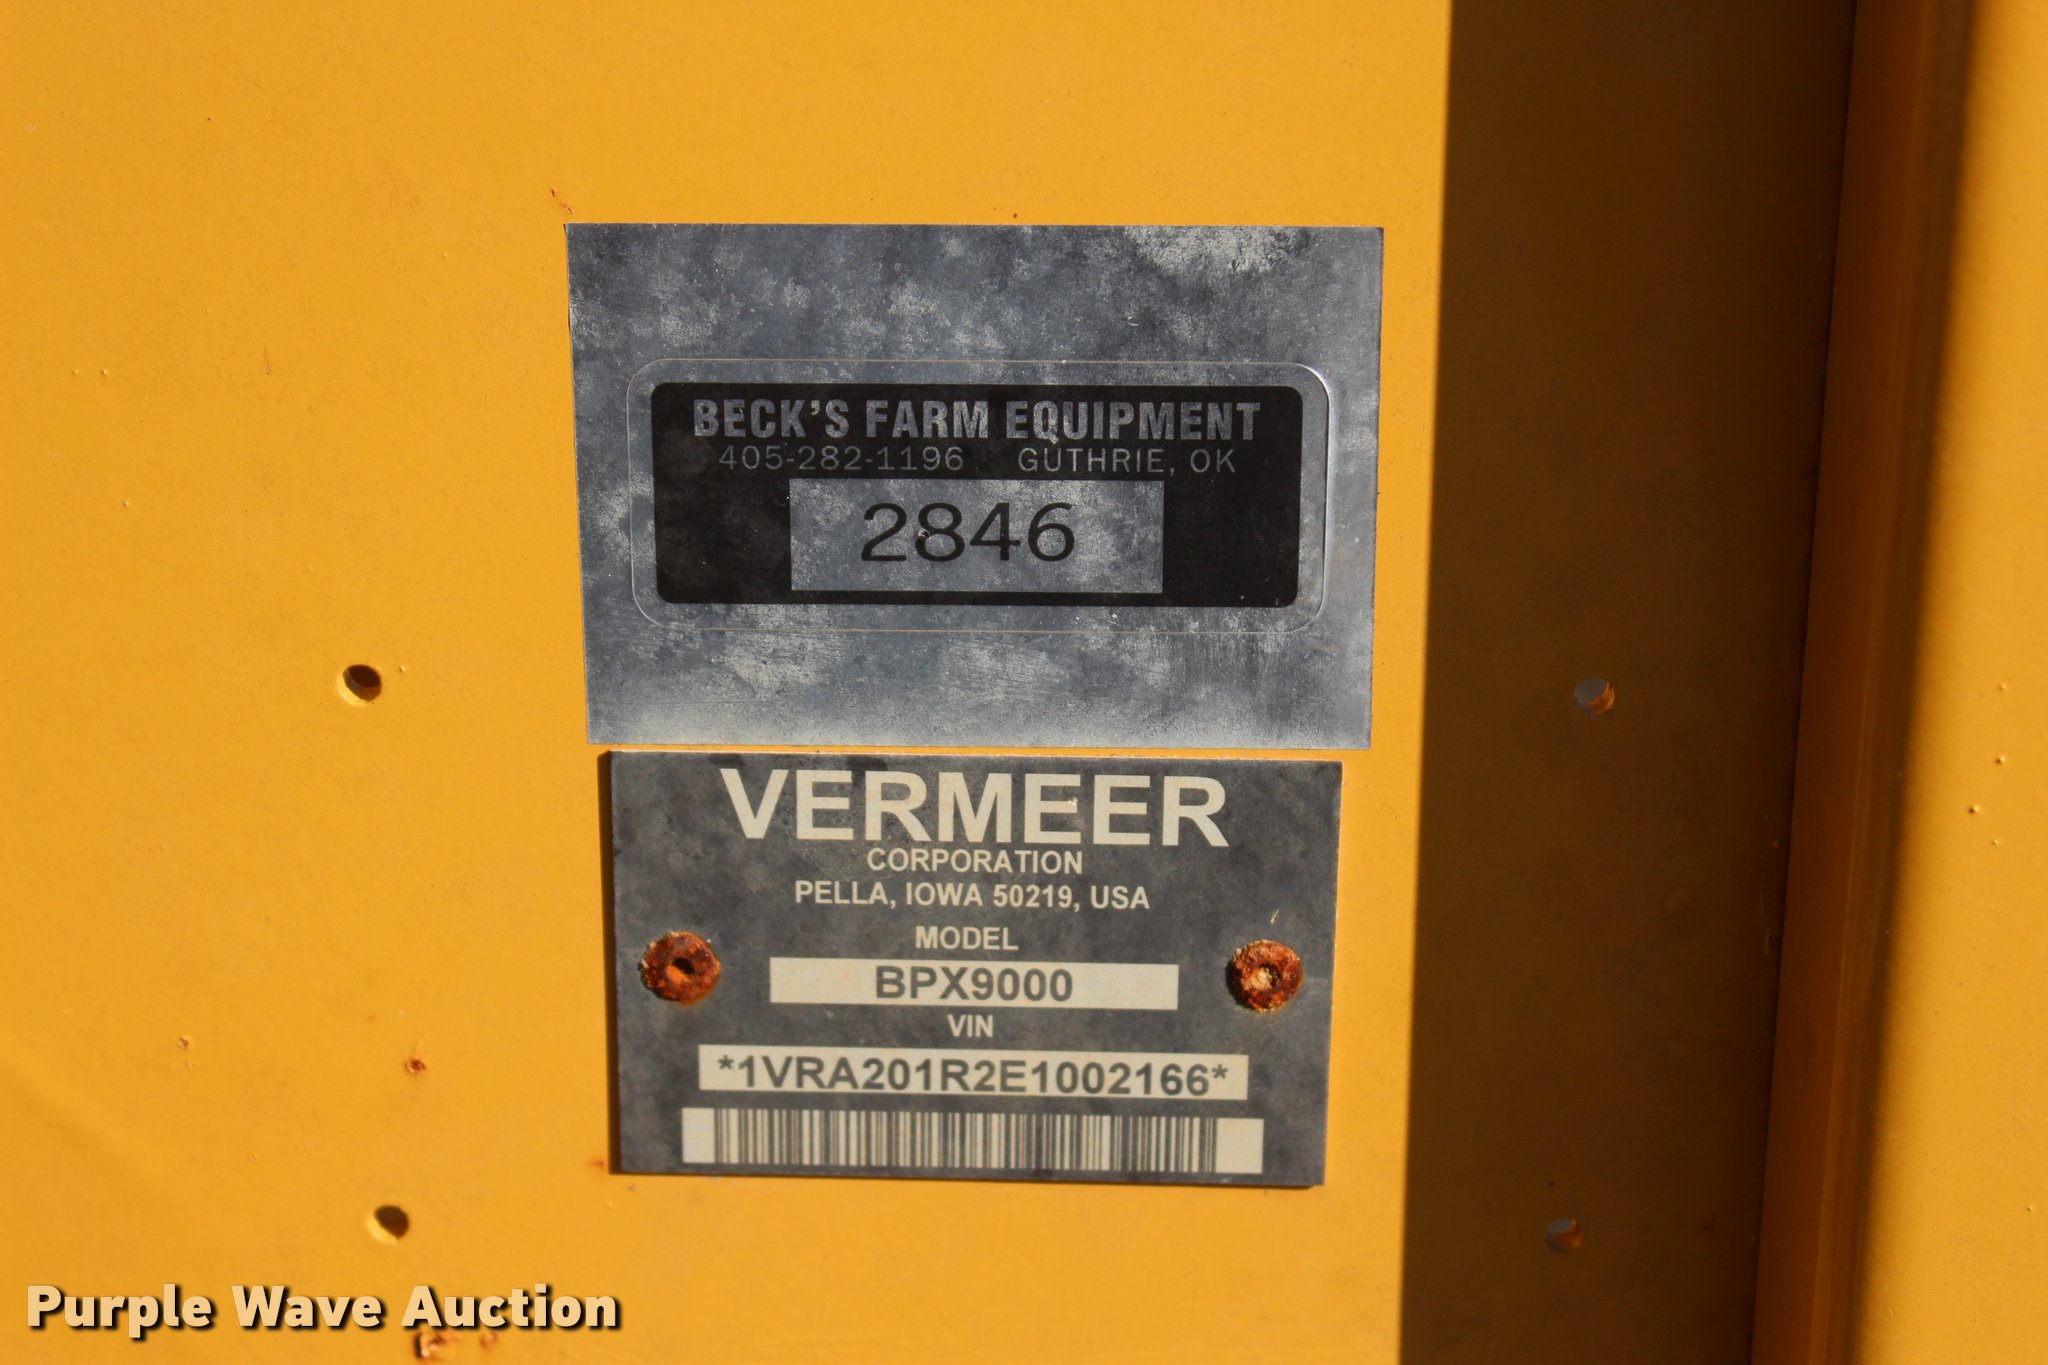 BECK'S FARM EQUIPMENT
405-282-1196 GUTHRIE, OK
2846
VERMEER
CORPORATION
PELLA, IOWA 50219, USA
MODEL
BPX9000
VIN
*1VRA201R2E1002166*
Purple Wave Auction